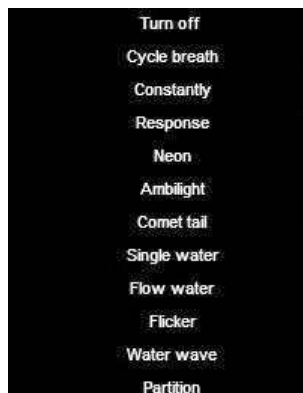 Turn off
Cycle breath
Constantly
Response
Neon
Ambilight
Comet tail
Single water
Flow water
Flicker
Water wave
Partition